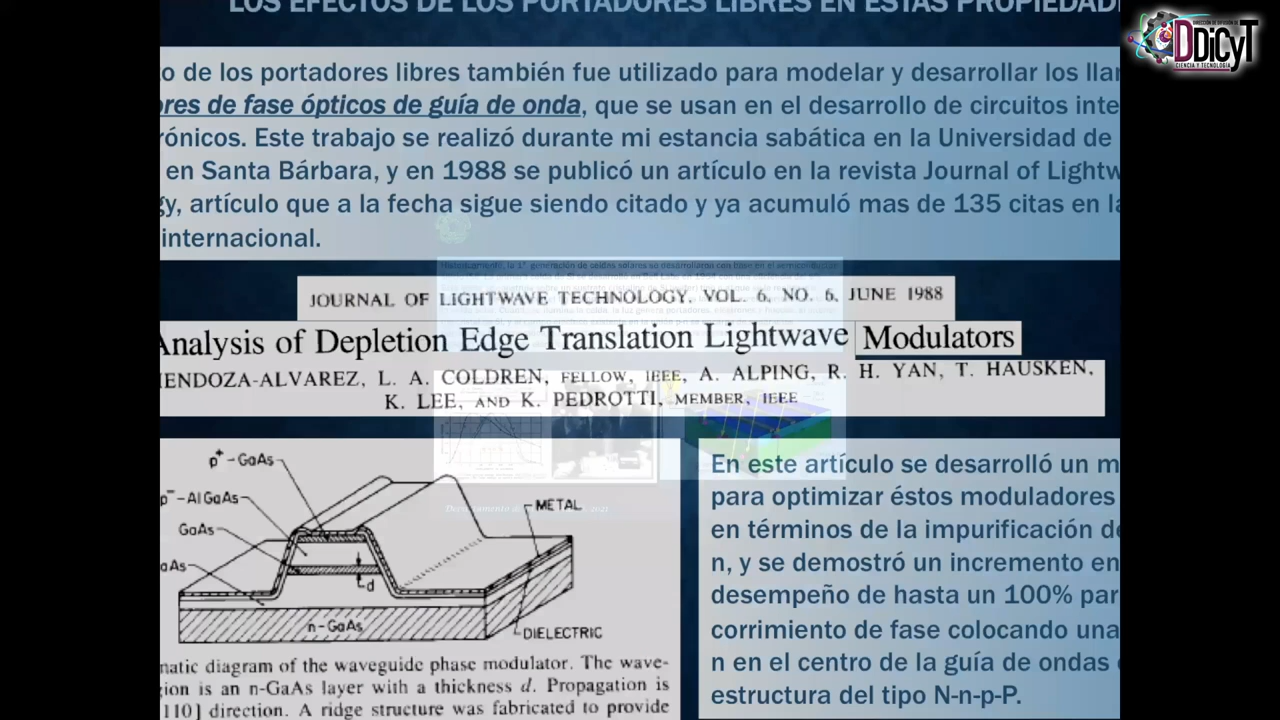 LOS EFECTOS DE LOS PORTADORES LIBRES EN ESTAS PROPIEDAD
DDiCyT
CIENCIA Y TECNOLOGÍA
o de los portadores libres también fue utilizado para modelar y desarrollar los llar
res de fase ópticos de guía de onda, que se usan en el desarrollo de circuitos inte
rónicos. Este trabajo se realizó durante mi estancia sabática en la Universidad de
en Santa Bárbara, y en 1988 se publicó un artículo en la revista Journal of Lightw
gy, artículo que a la fecha sigue siendo citado y ya acumuló mas de 135 citas en la
internacional.
JOURNAL OF LIGHTWAVE TECHNOLOGY, VOL. 6, NO. 6, JUNE 1988
Analysis of Depletion Edge Translation Lightwave Modulators
MENDOZA-ALVAREZ, L. A. COLDREN, FELLOW, IEEE, A. ALPING, R. H. YAN, T. HAUSKEN,
K. LEE, AND K. PEDROTTI, MEMBER, IEEE
p⁺-GaAs
p⁻-AlGaAs
GaAs
aAs
METAL
d
n-GaAs
DIELECTRIC
natic diagram of the waveguide phase modulator. The wave-
ion is an n-GaAs layer with a thickness d. Propagation is
110] direction. A ridge structure was fabricated to provide
En este artículo se desarrolló un m
para optimizar éstos moduladores
en términos de la impurificación de
n, y se demostró un incremento en
desempeño de hasta un 100% par
corrimiento de fase colocando una
n en el centro de la guía de ondas
estructura del tipo N-n-p-P.